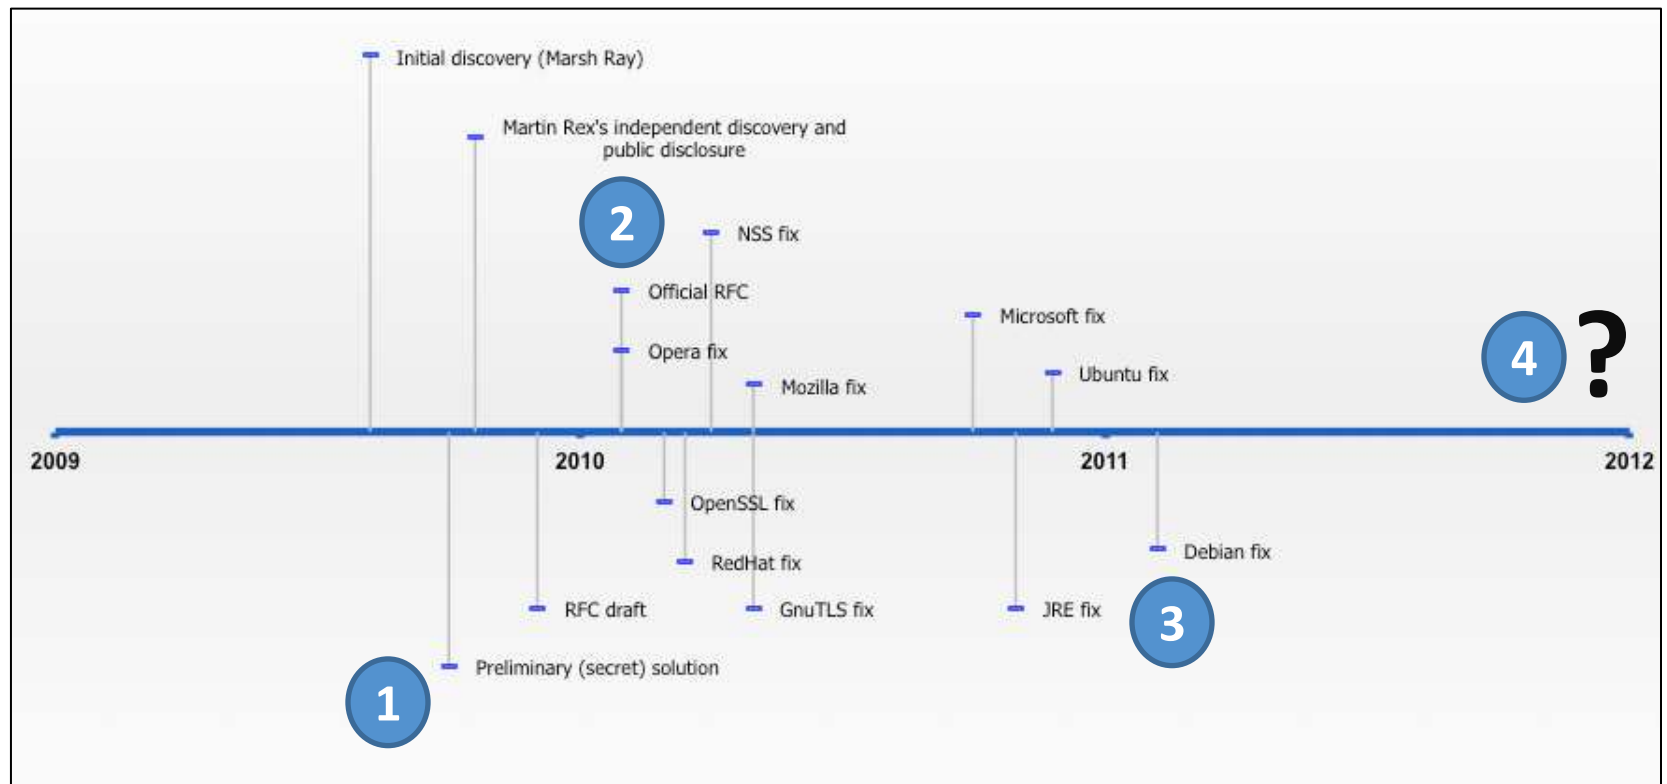 Initial discovery (Marsh Ray)
Martin Rex's independent discovery and
public disclosure
2
NSS fix
Official RFC
Microsoft fix
Opera fix
4 ?
Ubuntu fix
Mozilla fix
2009
2010
2011
2012
OpenSSL fix
Debian fix
RedHat fix
RFC draft
GnuTLS fix
JRE fix
3
Preliminary (secret) solution
1